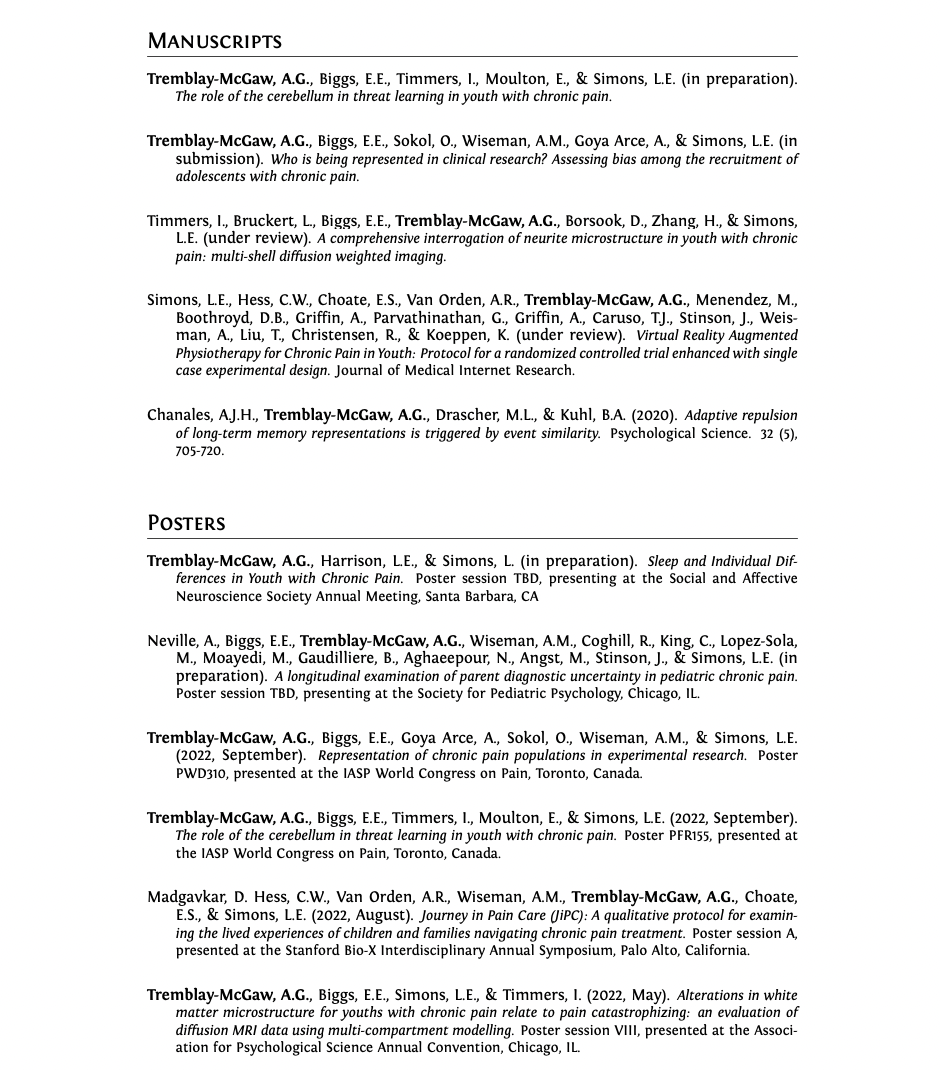 MANUSCRIPTS
Tremblay-McGaw, A.G., Biggs, E.E., Timmers, I., Moulton, E., & Simons, L.E. (in preparation).
The role of the cerebellum in threat learning in youth with chronic pain.
Tremblay-McGaw, A.G., Biggs, E.E., Sokol, O., Wiseman, A.M., Goya Arce, A., & Simons, L.E. (in
submission). Who is being represented in clinical research? Assessing bias among the recruitment of
adolescents with chronic pain.
Timmers, I., Bruckert, L., Biggs, E.E., Tremblay-McGaw, A.G., Borsook, D., Zhang, H., & Simons,
L.E. (under review). A comprehensive interrogation of neurite microstructure in youth with chronic
pain: multi-shell diffusion weighted imaging.
Simons, L.E., Hess, C.W., Choate, E.S., Van Orden, A.R., Tremblay-McGaw, A.G., Menendez, M.,
Boothroyd, D.B., Griffin, A., Parvathinathan, G., Griffin, A., Caruso, T.J., Stinson, J., Weis-
man, A., Liu, T., Christensen, R., & Koeppen, K. (under review). Virtual Reality Augmented
Physiotherapy for Chronic Pain in Youth: Protocol for a randomized controlled trial enhanced with single
case experimental design. Journal of Medical Internet Research.
Chanales, A.J.H., Tremblay-McGaw, A.G., Drascher, M.L., & Kuhl, B.A. (2020). Adaptive repulsion
of long-term memory representations is triggered by event similarity. Psychological Science. 32 (5),
705-720.
POSTERS
Tremblay-McGaw, A.G., Harrison, L.E., & Simons, L. (in preparation). Sleep and Individual Dif-
ferences in Youth with Chronic Pain. Poster session TBD, presenting at the Social and Affective
Neuroscience Society Annual Meeting, Santa Barbara, CA
Neville, A., Biggs, E.E., Tremblay-McGaw, A.G., Wiseman, A.M., Coghill, R., King, C., Lopez-Sola,
M., Moayedi, M., Gaudilliere, B., Aghaeepour, N., Angst, M., Stinson, J., & Simons, L.E. (in
preparation). A longitudinal examination of parent diagnostic uncertainty in pediatric chronic pain.
Poster session TBD, presenting at the Society for Pediatric Psychology, Chicago, IL.
Tremblay-McGaw, A.G., Biggs, E.E., Goya Arce, A., Sokol, O., Wiseman, A.M., & Simons, L.E.
(2022, September). Representation of chronic pain populations in experimental research. Poster
PWD310, presented at the IASP World Congress on Pain, Toronto, Canada.
Tremblay-McGaw, A.G., Biggs, E.E., Timmers, I., Moulton, E., & Simons, L.E. (2022, September).
The role of the cerebellum in threat learning in youth with chronic pain. Poster PFR155, presented at
the IASP World Congress on Pain, Toronto, Canada.
Madgavkar, D. Hess, C.W., Van Orden, A.R., Wiseman, A.M., Tremblay-McGaw, A.G., Choate,
E.S., & Simons, L.E. (2022, August). Journey in Pain Care (JiPC): A qualitative protocol for examin-
ing the lived experiences of children and families navigating chronic pain treatment. Poster session A,
presented at the Stanford Bio-X Interdisciplinary Annual Symposium, Palo Alto, California.
Tremblay-McGaw, A.G., Biggs, E.E., Simons, L.E., & Timmers, I. (2022, May). Alterations in white
matter microstructure for youths with chronic pain relate to pain catastrophizing: an evaluation of
diffusion MRI data using multi-compartment modelling. Poster session VIII, presented at the Associ-
ation for Psychological Science Annual Convention, Chicago, IL.